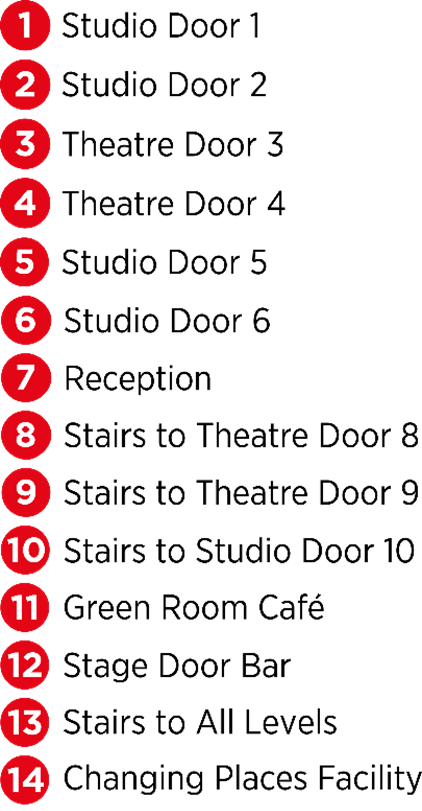 1 Studio Door 1
2 Studio Door 2
3 Theatre Door 3
4 Theatre Door 4
5 Studio Door 5
6 Studio Door 6
7 Reception
8 Stairs to Theatre Door 8
9 Stairs to Theatre Door 9
10 Stairs to Studio Door 10
11 Green Room Café
12 Stage Door Bar
13 Stairs to All Levels
14 Changing Places Facility